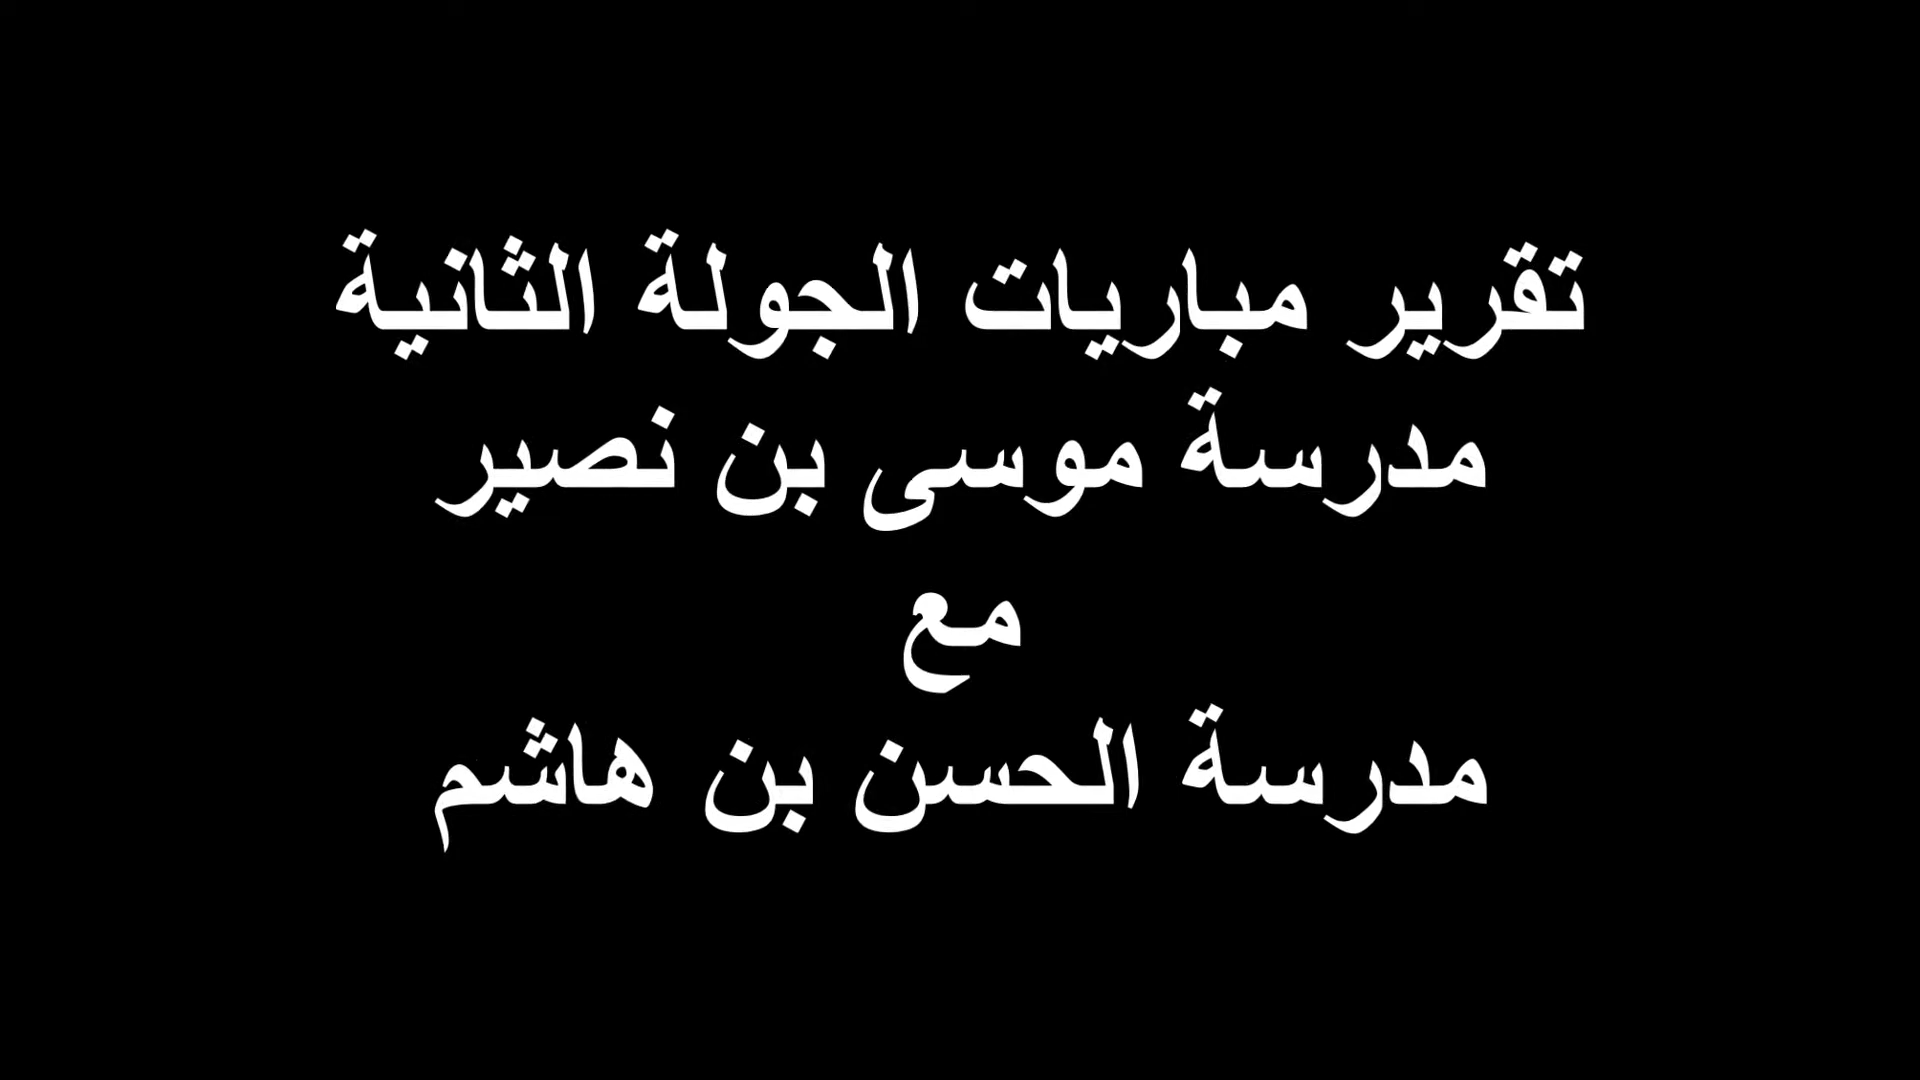 تقرير مباريات الجولة الثانية
مدرسة موسى بن نصير
مع
مدرسة الحسن بن هاشم